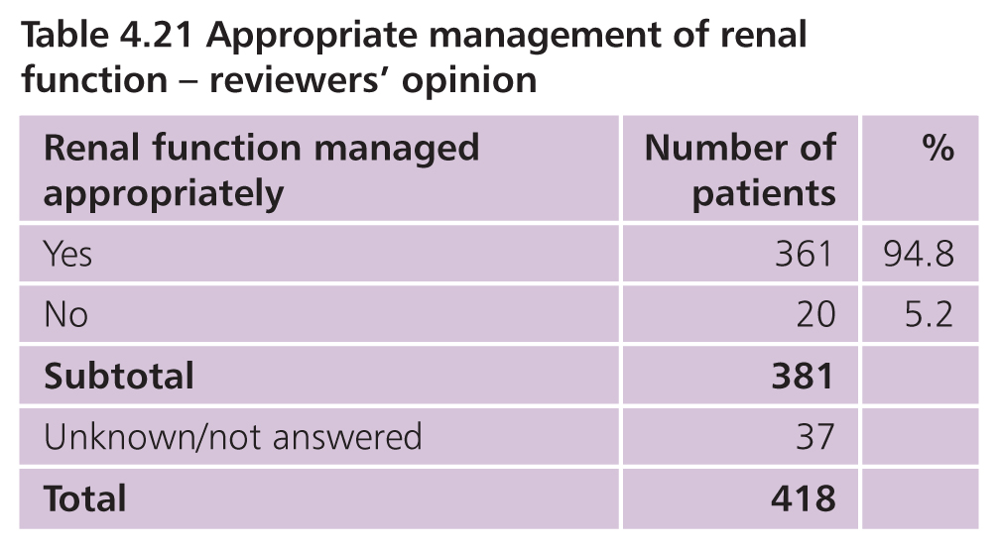 Table 4.21 Appropriate management of renal
function – reviewers’ opinion
Renal function managed appropriately Number of patients %
Yes 361 94.8
No 20 5.2
Subtotal 381
Unknown/not answered 37
Total 418